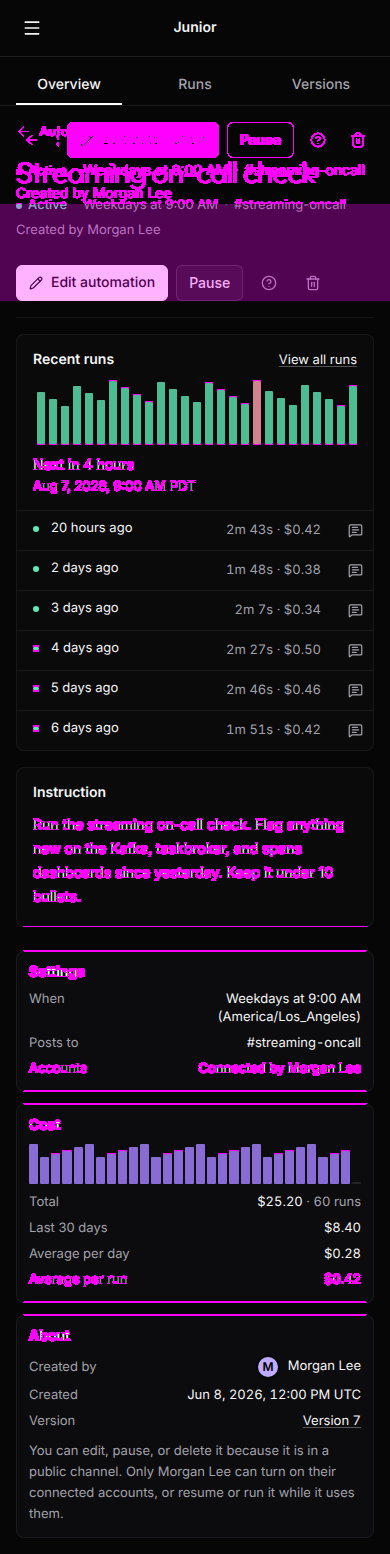 Junior
Overview Runs Versions
Auto
Pause
Streaming on-call check
Weekdays at 9:00 AM #streaming-oncall
Created by Morgan Lee
Active Weekdays at 9:00 AM · #streaming-oncall
Created by Morgan Lee
Edit automation Pause
Recent runs View all runs
Next in 4 hours
Aug 7, 2026, 9:00 AM PDT
20 hours ago 2m 43s · $0.42
2 days ago 1m 48s · $0.38
3 days ago 2m 7s · $0.34
4 days ago 2m 27s · $0.50
5 days ago 2m 46s · $0.46
6 days ago 1m 51s · $0.42
Instruction
Run the streaming on-call check. Flag anything
new on the Kafka, taskbroker, and spans
dashboards since yesterday. Keep it under 10
bullets.
Settings
When Weekdays at 9:00 AM
(America/Los_Angeles)
Posts to #streaming-oncall
Accounts Connected by Morgan Lee
Cost
Total $25.20 · 60 runs
Last 30 days $8.40
Average per day $0.28
Average per run $0.42
About
Created by M Morgan Lee
Created Jun 8, 2026, 12:00 PM UTC
Version Version 7
You can edit, pause, or delete it because it is in a
public channel. Only Morgan Lee can turn on their
connected accounts, or resume or run it while it uses
them.